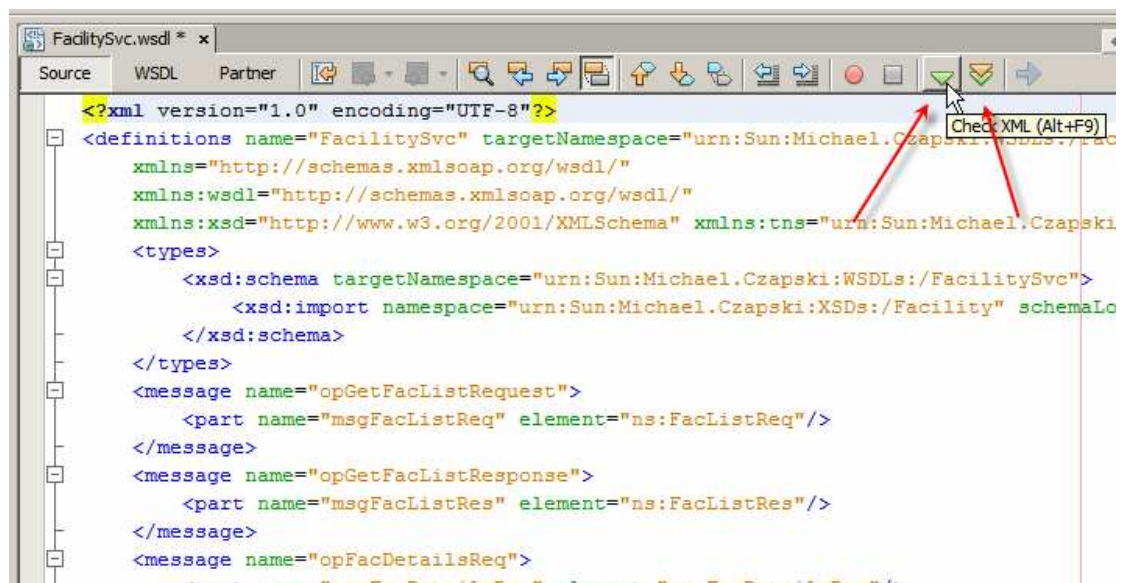 FacilitySvc.wsdl * x
Source WSDL Partner
<?xml version="1.0" encoding="UTF-8"?>
Check XML (Alt+F9)
<definitions name="FacilitySvc" targetNamespace="urn:Sun:Michael.Czapski:WSDLs:/Fac
xmlns="http://schemas.xmlsoap.org/wsdl/"
xmlns:wsdl="http://schemas.xmlsoap.org/wsdl/"
xmlns:xsd="http://www.w3.org/2001/XMLSchema" xmlns:tns="urn:Sun:Michael.Czapski
<types>
<xsd:schema targetNamespace="urn:Sun:Michael.Czapski:WSDLs:/FacilitySvc">
<xsd:import namespace="urn:Sun:Michael.Czapski:XSDs:/Facility" schemaLo
</xsd:schema>
</types>
<message name="opGetFacListRequest">
<part name="msgFacListReq" element="ns:FacListReq"/>
</message>
<message name="opGetFacListResponse">
<part name="msgFacListRes" element="ns:FacListRes"/>
</message>
<message name="opFacDetailsReq">